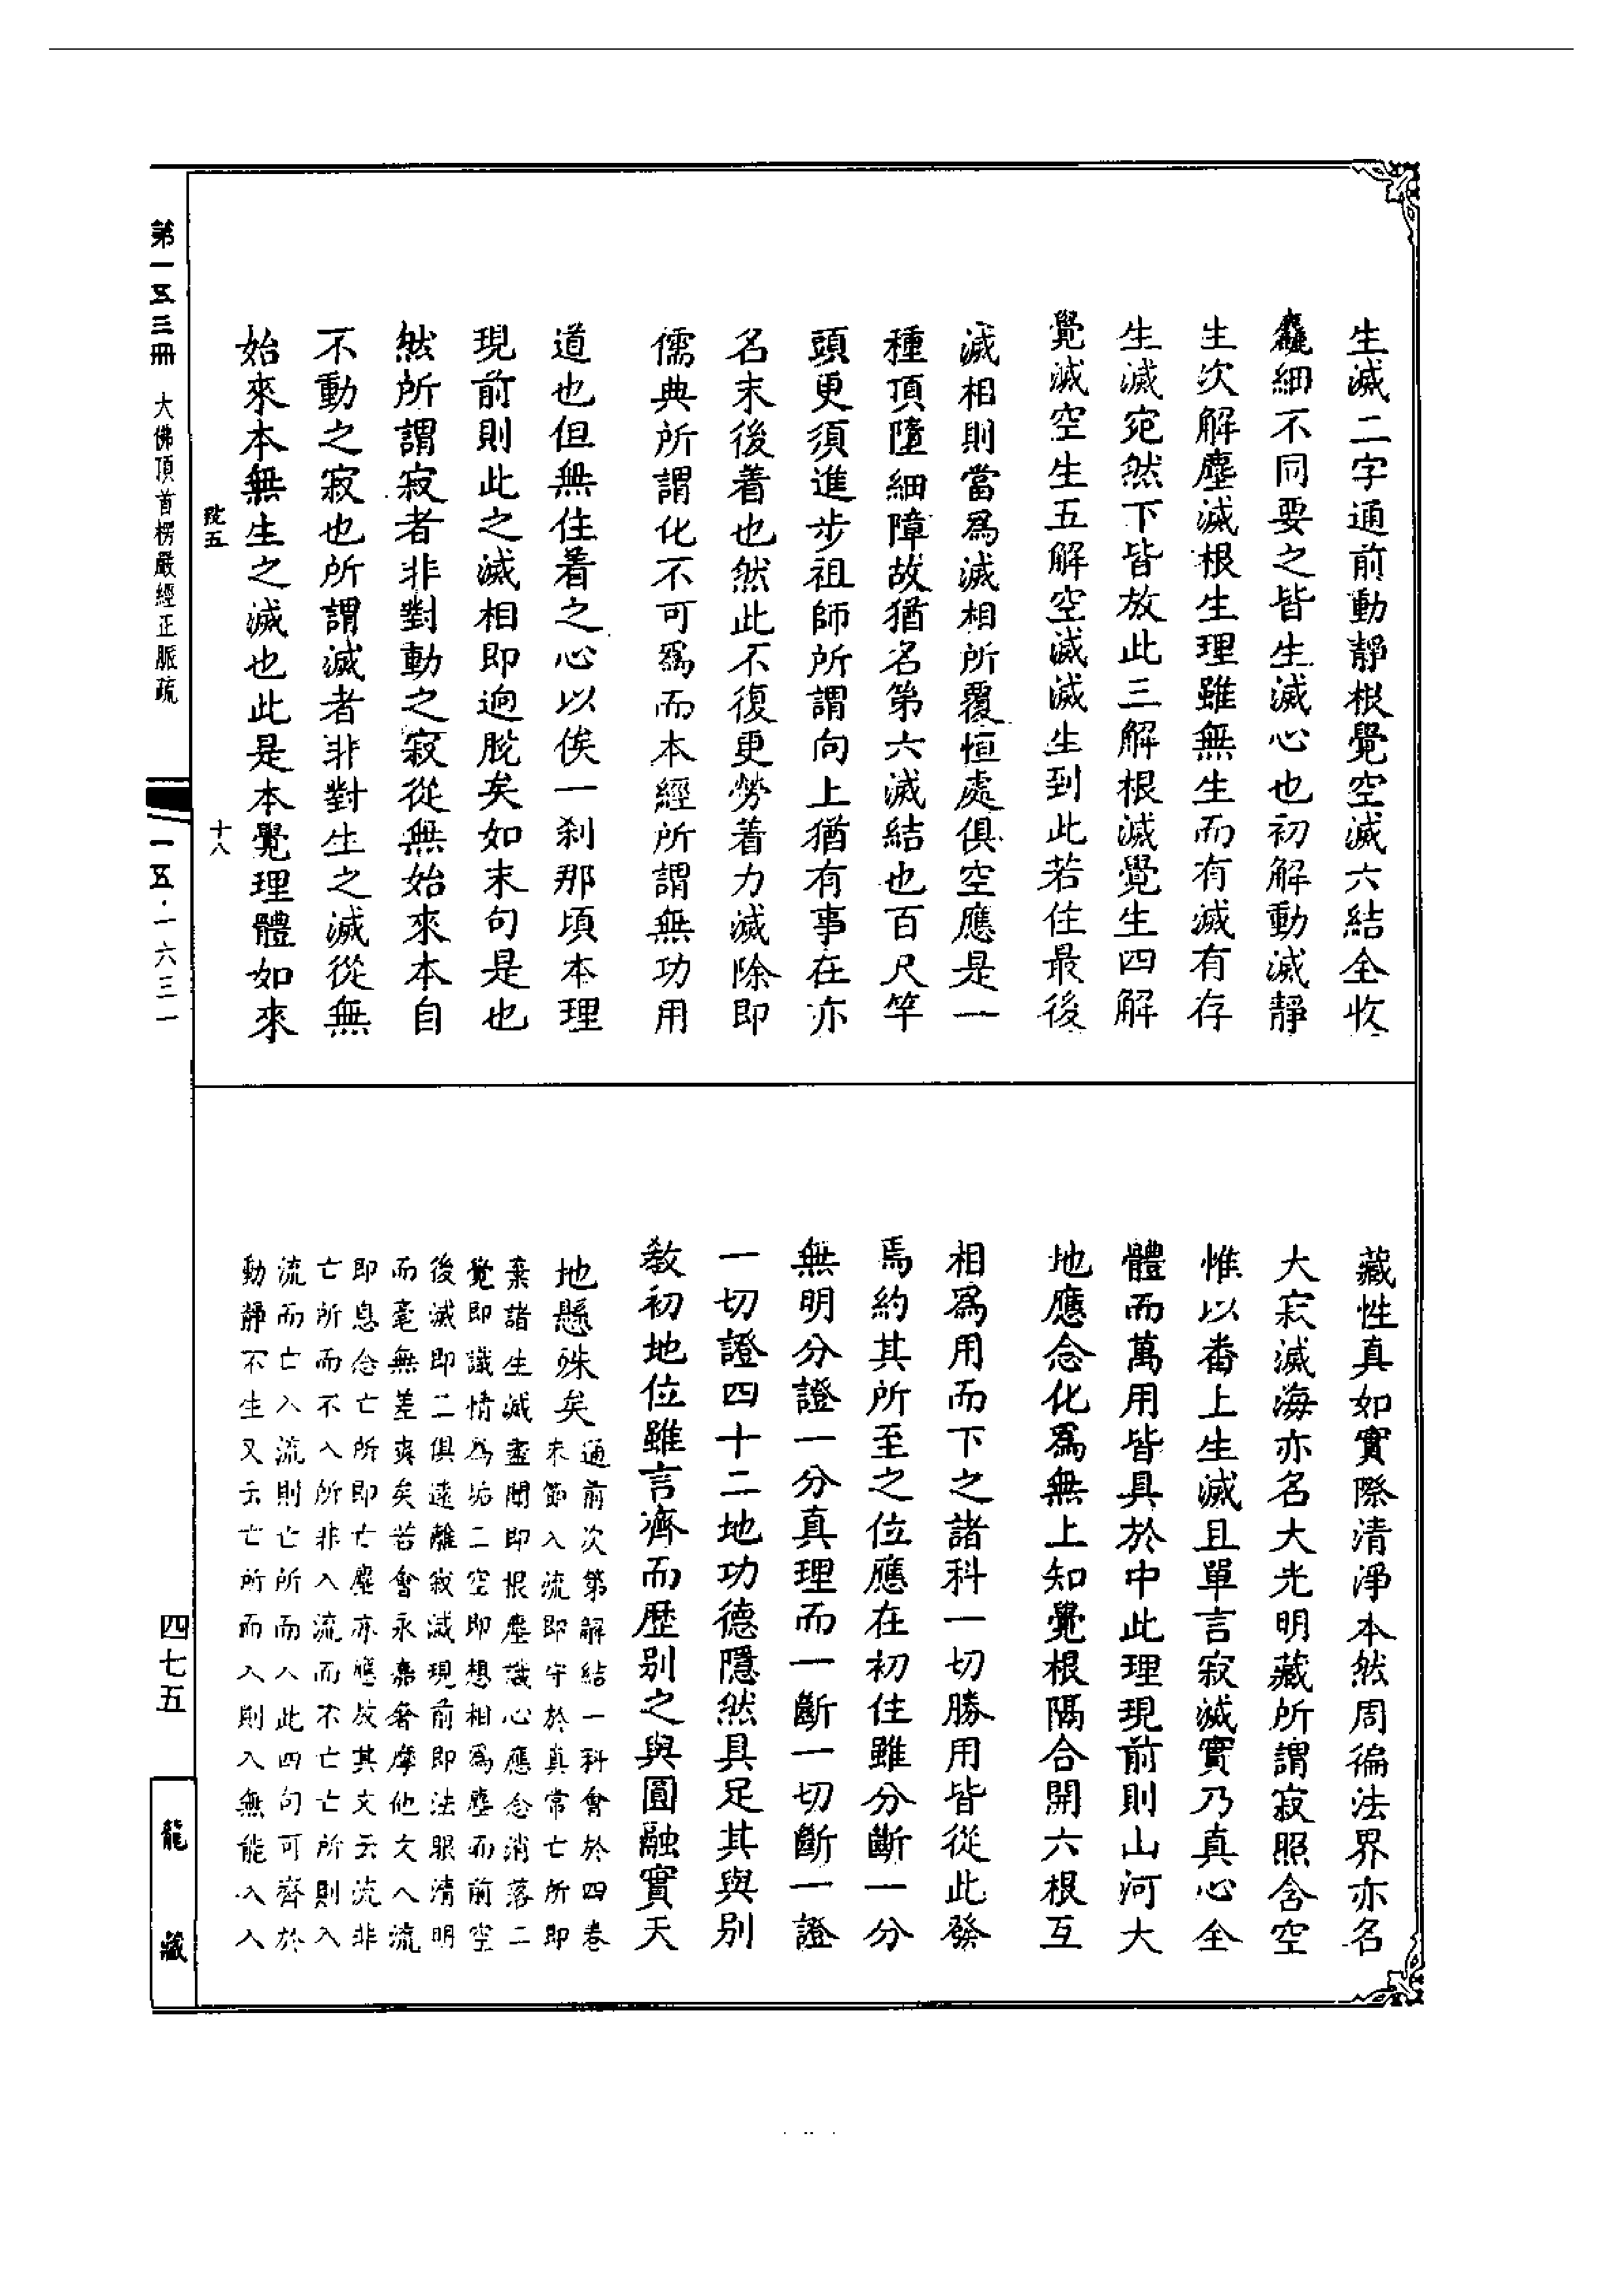 生滅二字通前動靜根覺空滅六結全收
麤細不同要之皆生滅心也初解動滅靜
生次解塵滅根生理雖無生而有滅有存
生滅宛然下皆放此三解根滅覺生四解
覺滅空生五解空滅滅生到此若住最後
滅相則當為滅相所覆恒處俱空應是一
種頂墮細障故猶名第六滅結也百尺竿
頭更須進步祖師所謂向上猶有事在亦
名末後着也然此不復更勞着力滅除即
儒典所謂化不可為而本經所謂無功用
道也但無住着之心以俟一剎那頃本理
現前則此之滅相即逈脫矣如末句是也
然所謂寂者非對動之寂從無始來本自
不動之寂也所謂滅者非對生之滅從無
始來本無生之滅也此是本覺理體如來
藏性真如實際清淨本然周徧法界亦名
大寂滅海亦名大光明藏所謂寂照含空
惟以番上生滅且單言寂滅實乃真心全
體而萬用皆具於中此理現前則山河大
地應念化為無上知覺根隔合開六根互
相為用而下之諸科一切勝用皆從此發
焉約其所至之位應在初住雖分斷一分
無明分證一分真理而一斷一切斷一證
一切證四十二地功德隱然具足其與別
教初地位雖言齊而歷別之與圓融實天
地懸殊矣
通前次第解結一科會於四卷
末節入流即守於真常亡所即
棄諸生滅盡聞即根塵識心應念消落二
覺即識情為垢二空即想相為塵而前空
後滅即二俱遠離寂滅現前即法眼清明
而毫無差爽矣若會永嘉奢摩他文入流
即息念亡所即亡塵亦應放其文云流非
亡所而不入所非入流而不亡亡所則入
流而亡入流則亡所而入此四句可齊於
動靜不生又云亡所而入則入無能入入
第一五三冊 大佛頂首楞嚴經正脈疏
五
十八
一五·一六三一
四七五
龍藏